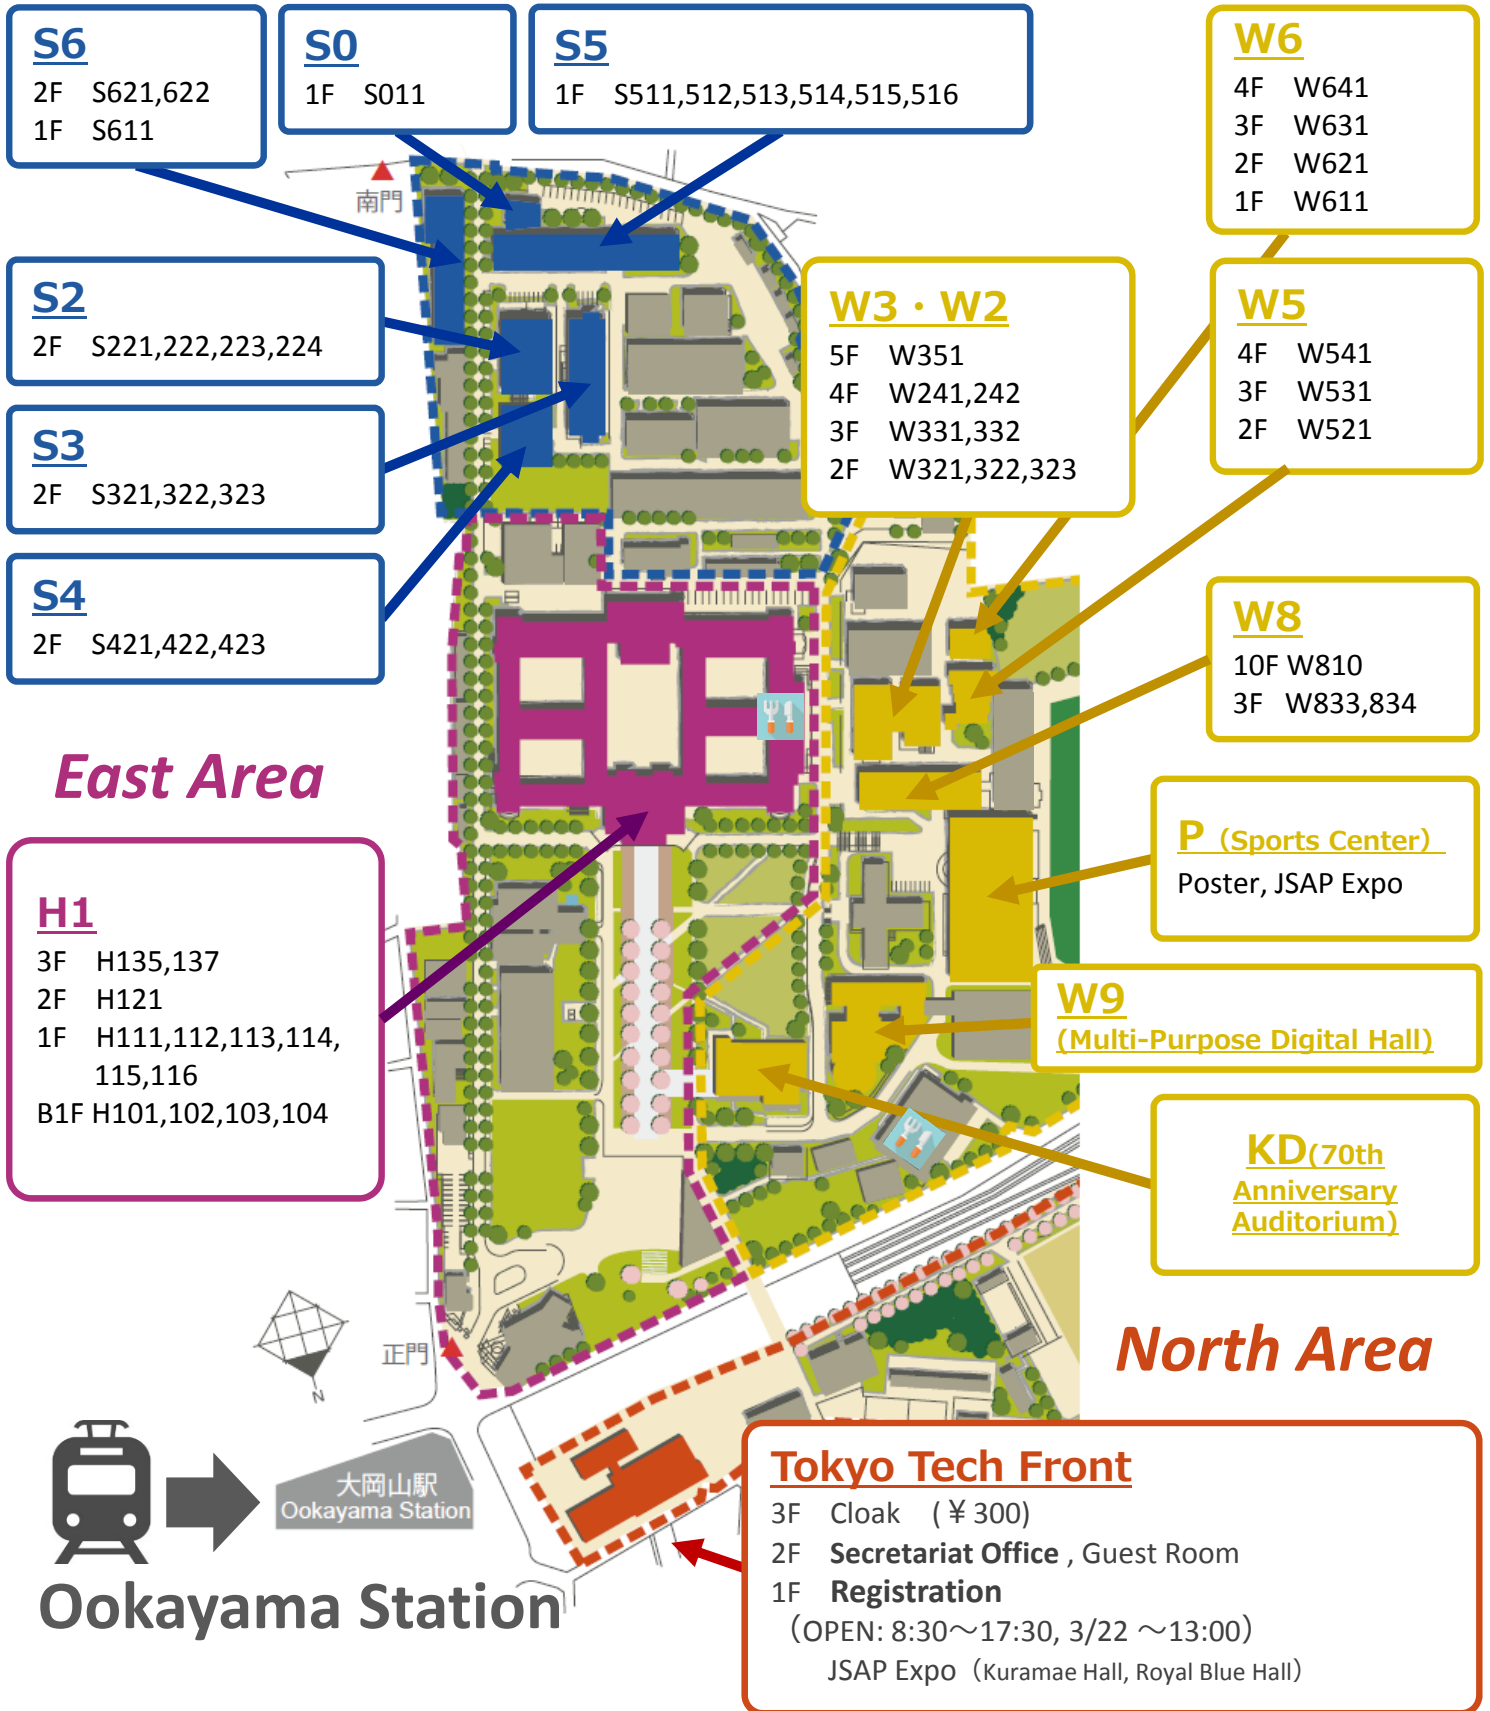 S6
2F S621,622
1F S611
S0
1F S011
S5
1F S511,512,513,514,515,516
W6
4F W641
3F W631
2F W621
1F W611
南門
S2
2F S221,222,223,224
W3・W2
5F W351
4F W241,242
3F W331,332
2F W321,322,323
W5
4F W541
3F W531
2F W521
S3
2F S321,322,323
S4
2F S421,422,423
W8
10F W810
3F W833,834
East Area
P （Sports Center）
Poster, JSAP Expo
H1
3F H135,137
2F H121
1F H111,112,113,114,
115,116
B1F H101,102,103,104
W9
(Multi-Purpose Digital Hall)
KD(70th
Anniversary
Auditorium)
North Area
正門
N
大岡山駅
Ookayama Station
Ookayama Station
Tokyo Tech Front
3F Cloak (¥300)
2F Secretariat Office , Guest Room
1F Registration
（OPEN: 8:30～17:30, 3/22 ～13:00）
JSAP Expo（Kuramae Hall, Royal Blue Hall）